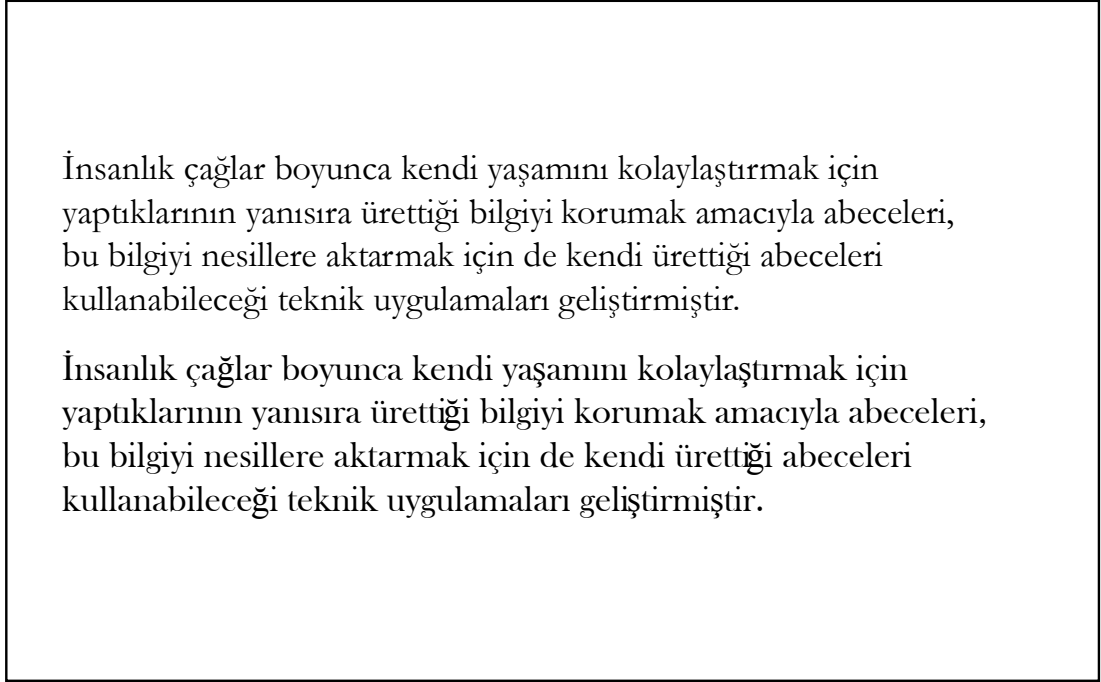 İnsanlık çağlar boyunca kendi yaşamını kolaylaştırmak için
yaptıklarının yanısıra ürettiği bilgiyi korumak amacıyla abeceleri,
bu bilgiyi nesillere aktarmak için de kendi ürettiği abeceleri
kullanabileceği teknik uygulamaları geliştirmiştir.
İnsanlık çağlar boyunca kendi yaşamını kolaylaştırmak için
yaptıklarının yanısıra ürettiği bilgiyi korumak amacıyla abeceleri,
bu bilgiyi nesillere aktarmak için de kendi ürettiği abeceleri
kullanabileceği teknik uygulamaları geliştirmiştir.